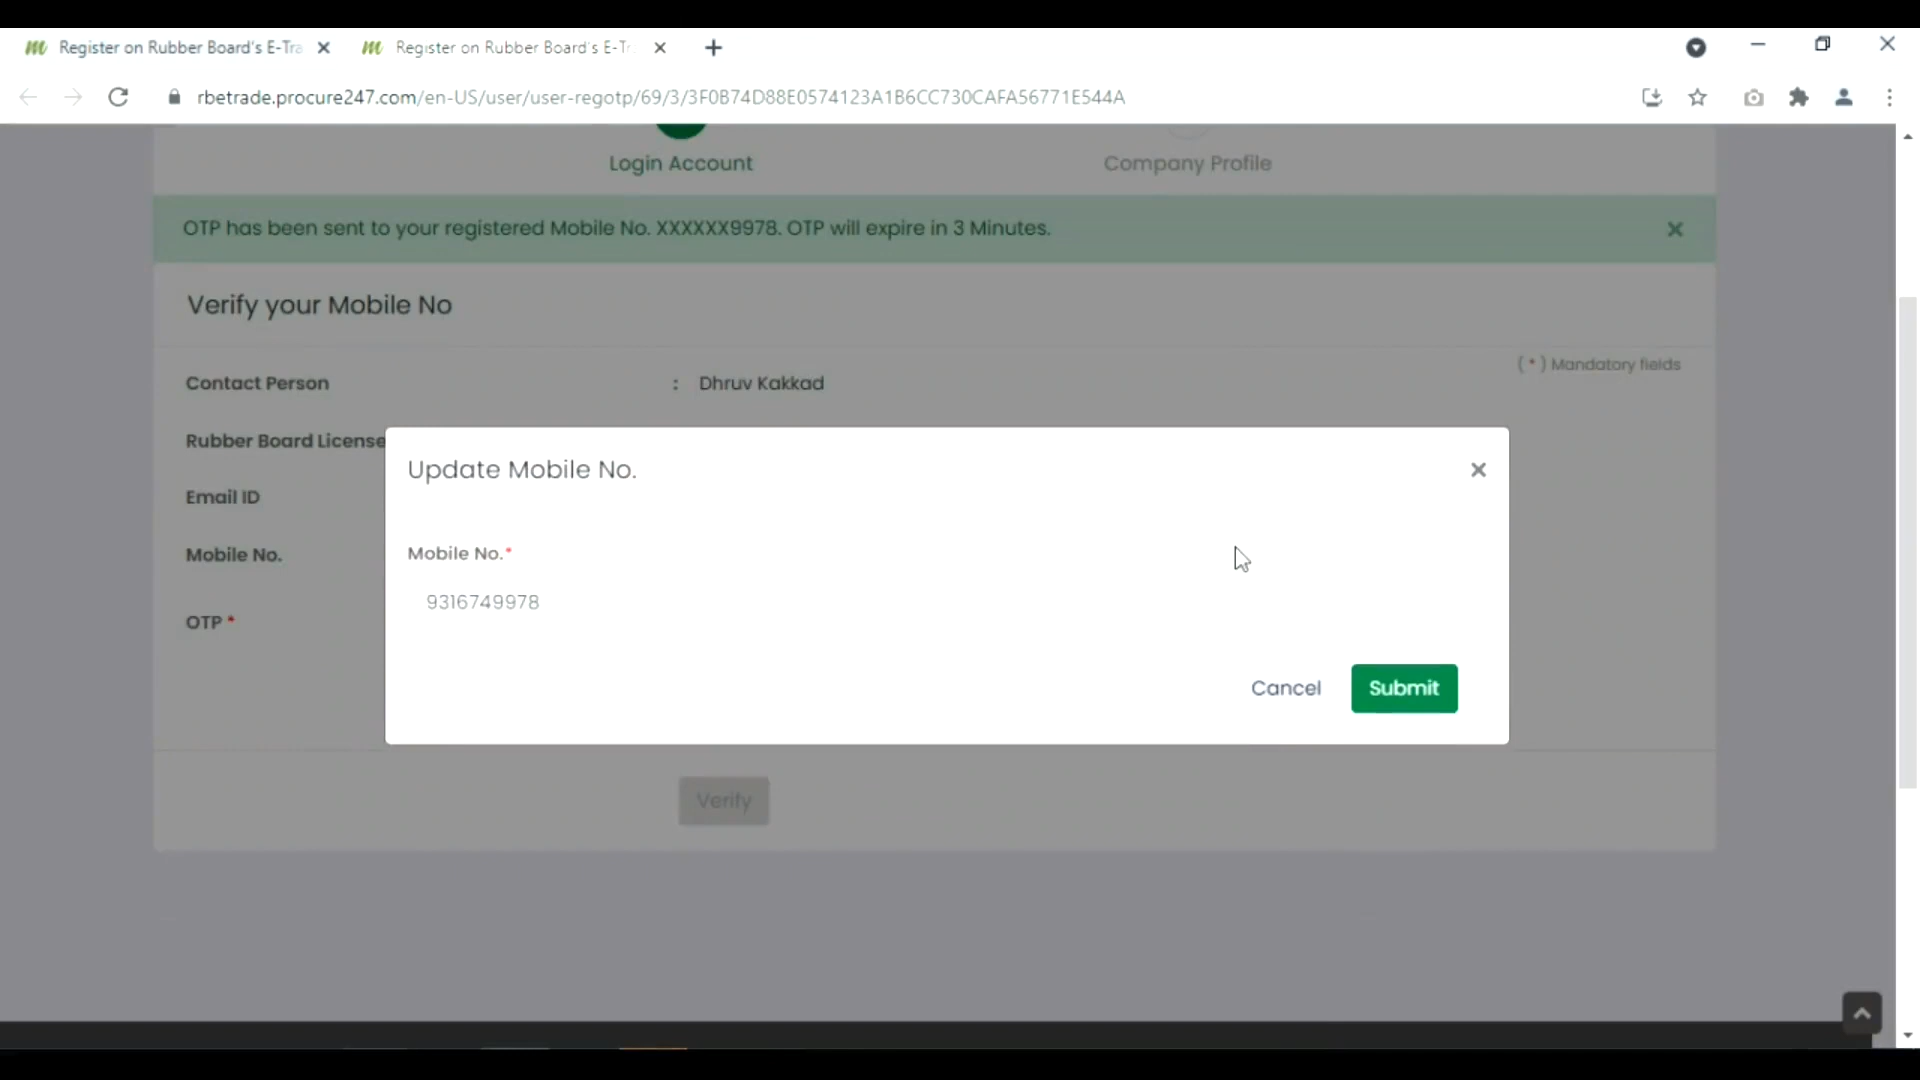 Register on Rubber Board's E-Tra
Register on Rubber Board's E-Tr
rbetrade.procure247.com/en-US/user/user-regotp/69/3/3F0B74D88E0574123A1B6CC730CAFA56771E544A
Login Account
Company Profile
OTP has been sent to your registered Mobile No. XXXXXX9978. OTP will expire in 3 Minutes.
Verify your Mobile No
( * ) Mandatory fields
Contact Person : Dhruv Kakkad
Rubber Board License
Update Mobile No.
Email ID
Mobile No.
Mobile No.*
9316749978
OTP *
Cancel
Submit
Verify